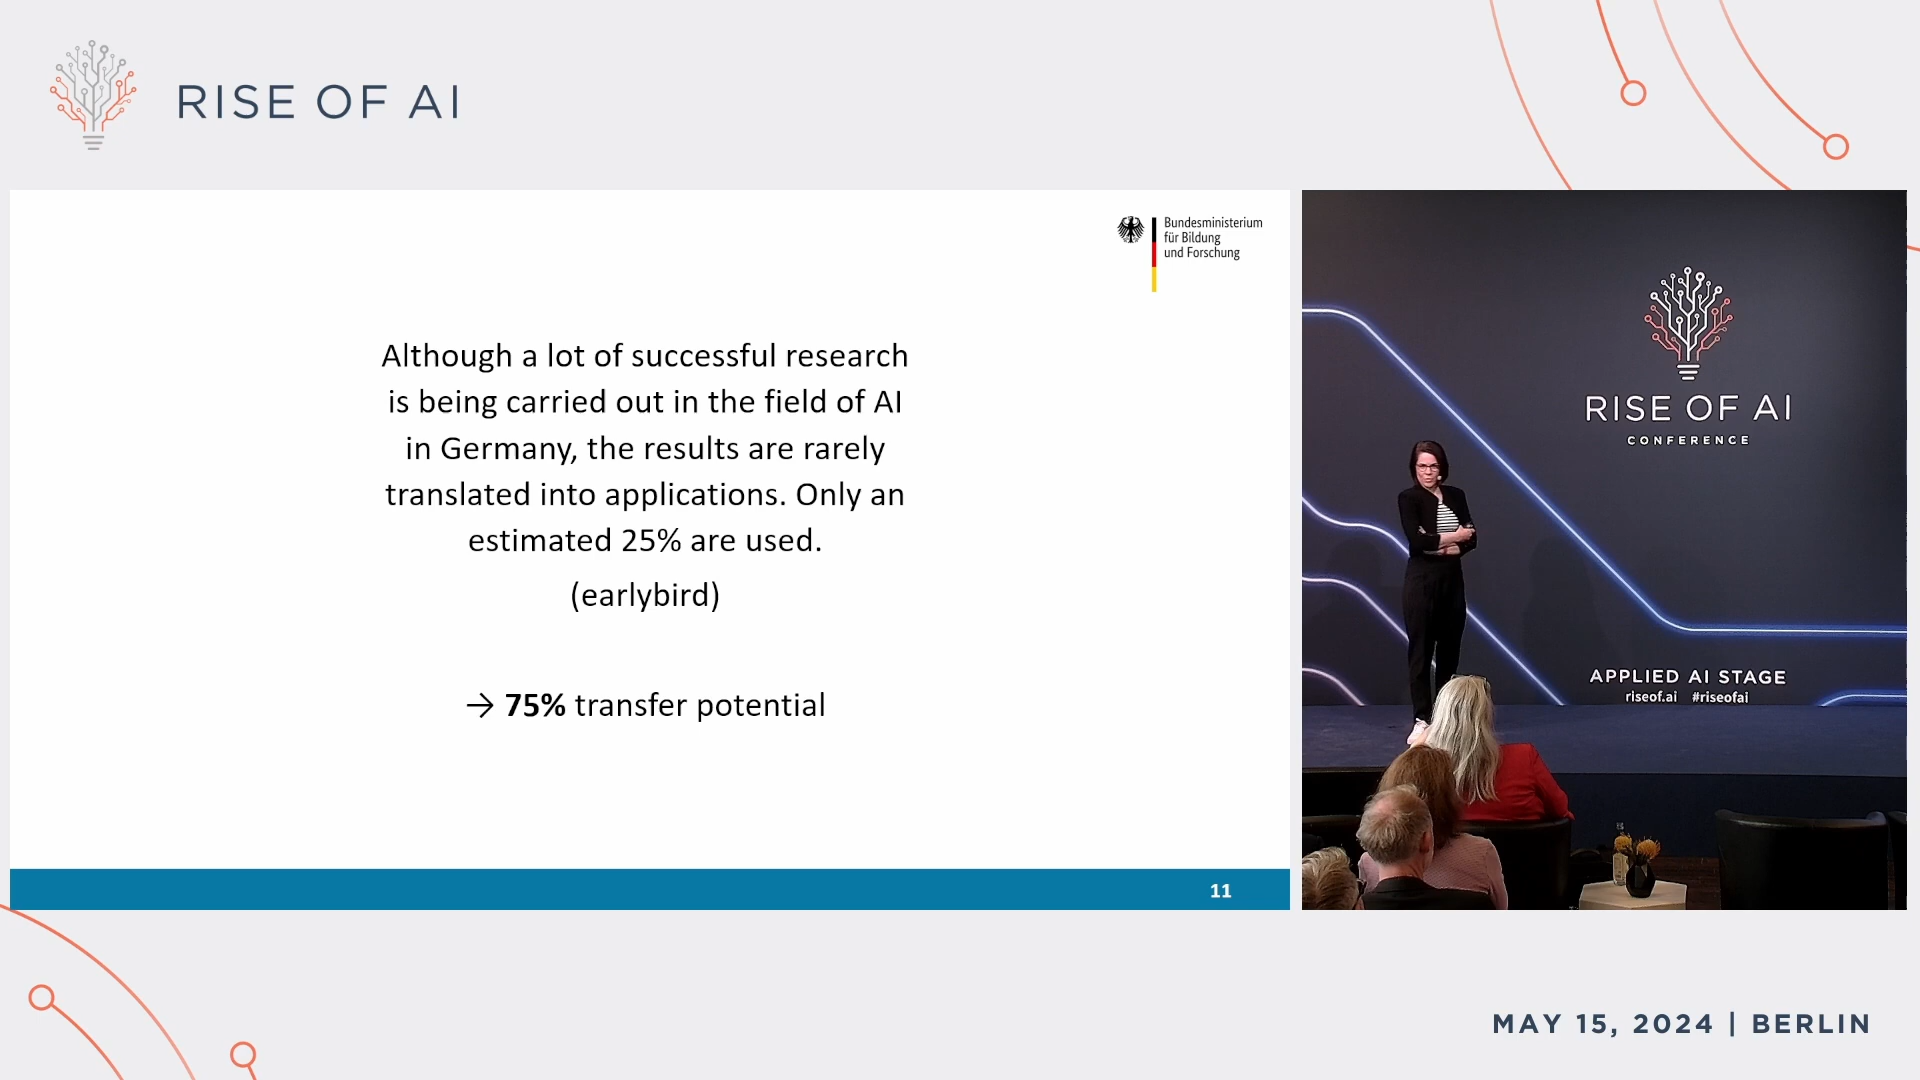 RISE OF AI
Bundesministerium
für Bildung
und Forschung
Although a lot of successful research
is being carried out in the field of AI
in Germany, the results are rarely
translated into applications. Only an
estimated 25% are used.
(earlybird)
→ 75% transfer potential
11
RISE OF AI
CONFERENCE
APPLIED AI STAGE
riseof.ai #riseofai
MAY 15, 2024 | BERLIN